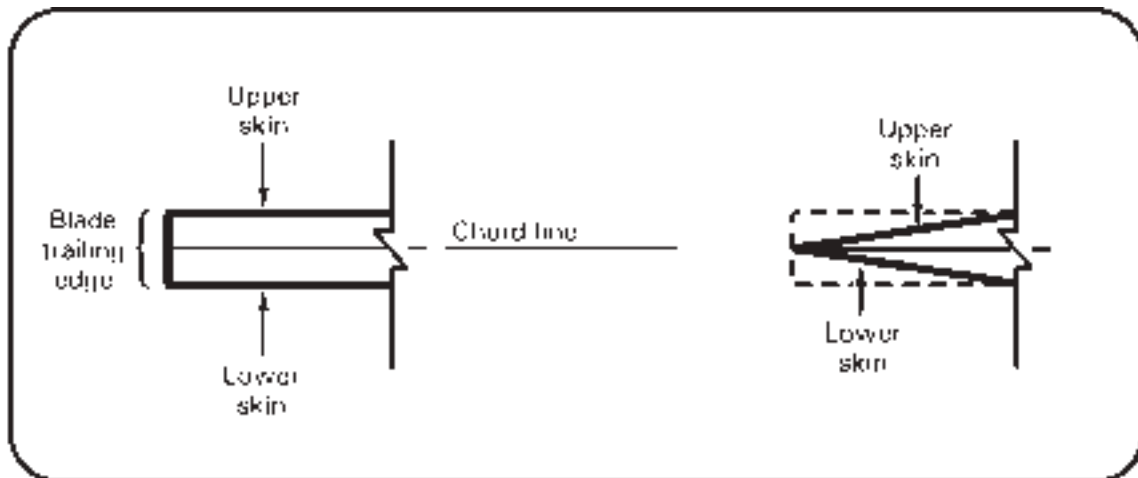 Upper
skin
Blade
trailing
edge
Lower
skin
Chord line
Upper
skin
Lower
skin